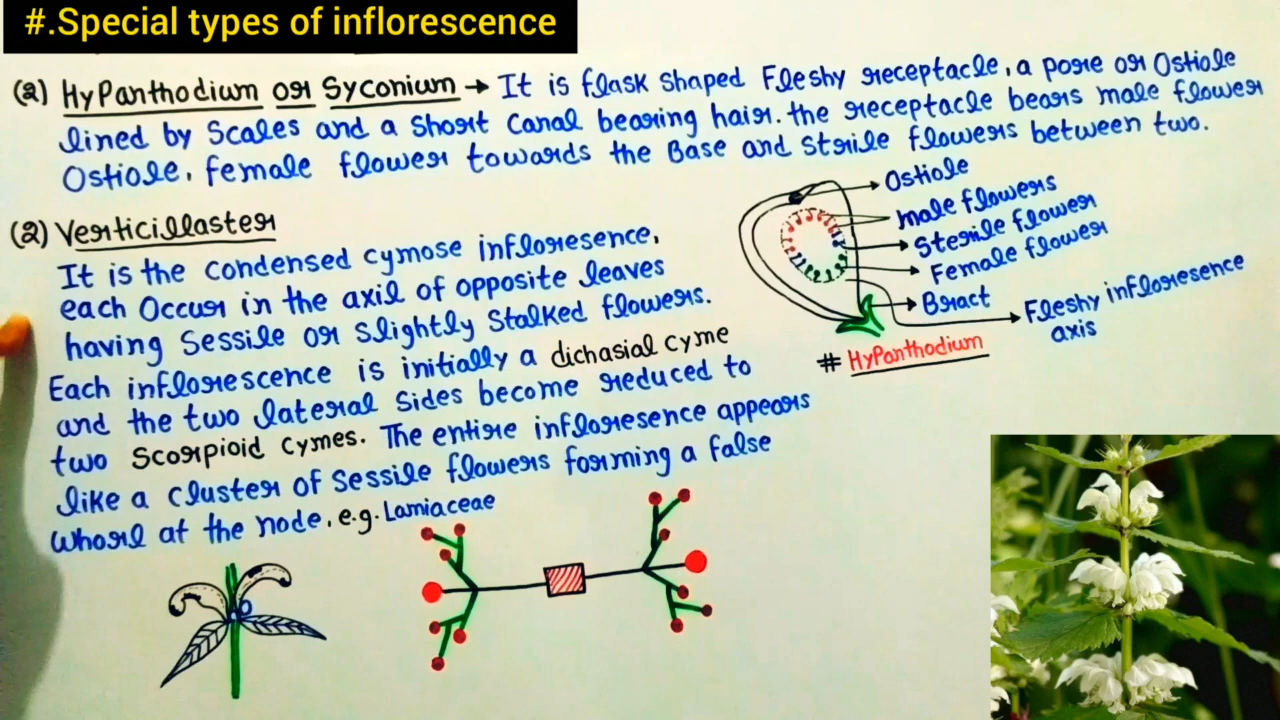 #.Special types of inflorescence
(2) HyPanthodium or Syconium → It is flask shaped Fleshy receptacle, a pore or Ostiole
lined by Scales and a Short Canal bearing hair. the receptacle bears male flower
Ostiole, female flower towards the Base and Sterile flowers between two.
Ostiole
male flowers
Sterile flower
Female flower
Bract
Fleshy infloresence
axis
# HyPanthodium
(2) Verticillaster
It is the condensed cymose infloresence,
each Occur in the axil of opposite leaves
having Sessile or Slightly Stalked flowers.
Each inflorescence is initially a dichasial cyme
and the two lateral Sides become reduced to
two Scorpioid Cymes. The entire infloresence appears
like a cluster of Sessile flowers forming a false
whorl at the node, e.g. Lamiaceae